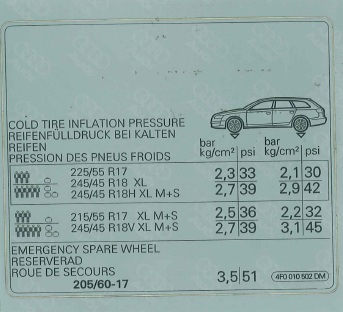 COLD TIRE INFLATION PRESSURE
REIFENFÜLLDRUCK BEI KALTEN
REIFEN
PRESSION DES PNEUS FROIDS
bar
kg/cm² psi
bar
kg/cm² psi
225/55 R17 2,3 33 2,1 30
245/45 R18 XL
245/45 R18H XL M+S 2,7 39 2,9 42
215/55 R17 XL M+S 2,5 36 2,2 32
245/45 R18V XL M+S 2,7 39 3,1 45
EMERGENCY SPARE WHEEL
RESERVERAD
ROUE DE SECOURS 3,5 51 4F0 010 502 DM
205/60-17